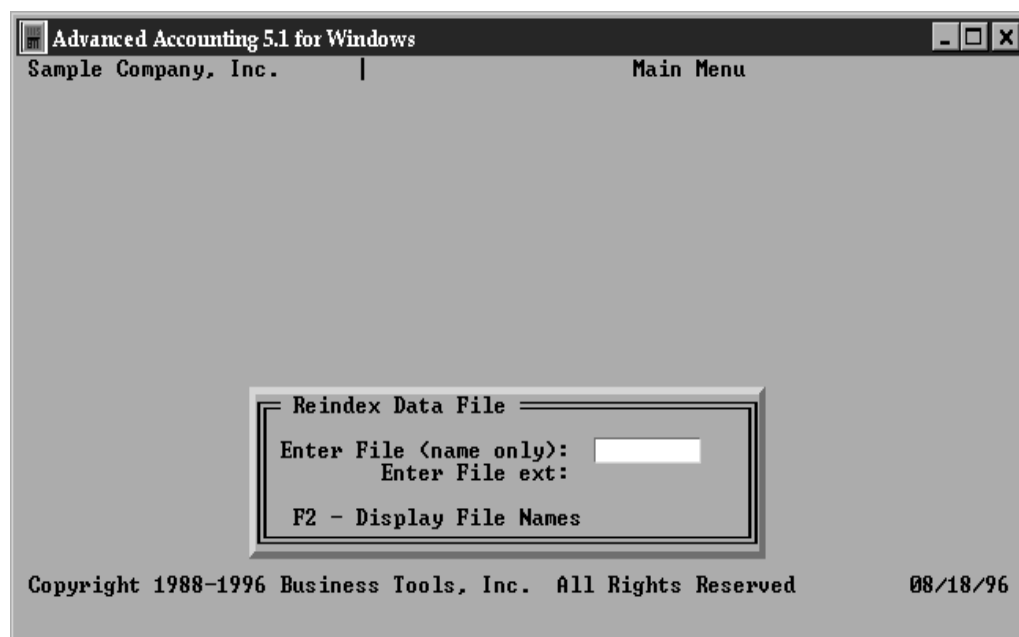 Advanced Accounting 5.1 for Windows
Sample Company, Inc. | Main Menu
Reindex Data File
Enter File (name only):
Enter File ext:
F2 - Display File Names
Copyright 1988-1996 Business Tools, Inc. All Rights Reserved 08/18/96